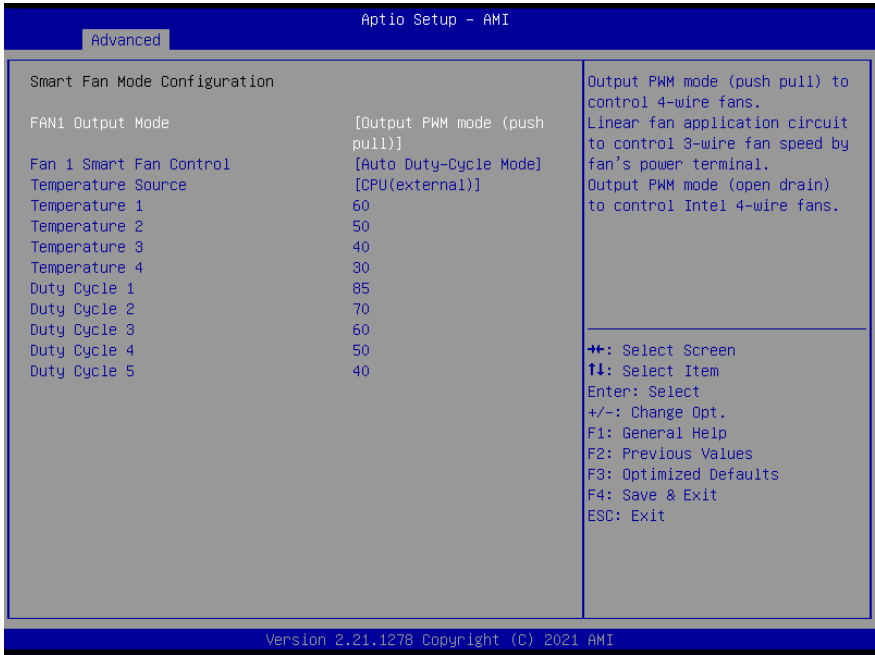 Aptio Setup – AMI
Advanced
Smart Fan Mode Configuration
FAN1 Output Mode [Output PWM mode (push
pull)]
Fan 1 Smart Fan Control [Auto Duty-Cycle Mode]
Temperature Source [CPU(external)]
Temperature 1 60
Temperature 2 50
Temperature 3 40
Temperature 4 30
Duty Cycle 1 85
Duty Cycle 2 70
Duty Cycle 3 60
Duty Cycle 4 50
Duty Cycle 5 40
Output PWM mode (push pull) to
control 4-wire fans.
Linear fan application circuit
to control 3-wire fan speed by
fan's power terminal.
Output PWM mode (open drain)
to control Intel 4-wire fans.
→←: Select Screen
↑↓: Select Item
Enter: Select
+/-: Change Opt.
F1: General Help
F2: Previous Values
F3: Optimized Defaults
F4: Save & Exit
ESC: Exit
Version 2.21.1278 Copyright (C) 2021 AMI